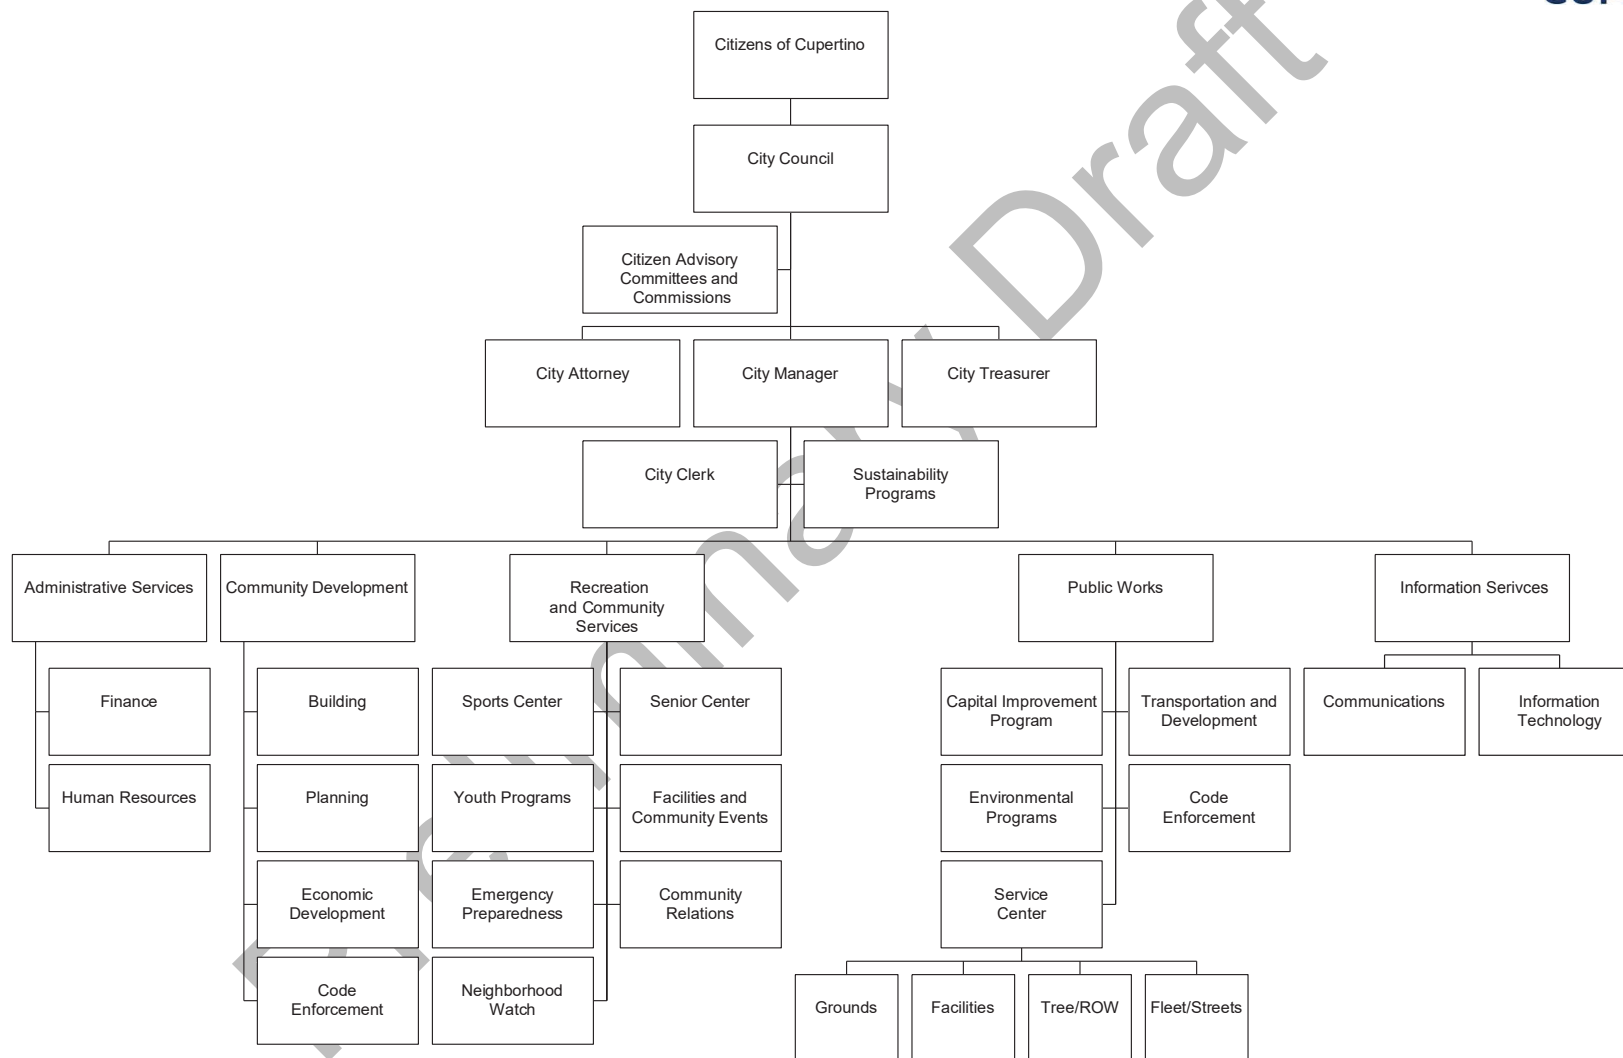 Citizens of Cupertino
City Council
Citizen Advisory
Committees and
Commissions
City Attorney
City Manager
City Treasurer
City Clerk
Sustainability
Programs
Administrative Services
Community Development
Recreation
and Community
Services
Public Works
Information Serivces
Finance
Building
Sports Center
Senior Center
Capital Improvement
Program
Transportation and
Development
Communications
Information
Technology
Human Resources
Planning
Youth Programs
Facilities and
Community Events
Environmental
Programs
Code
Enforcement
Economic
Development
Emergency
Preparedness
Community
Relations
Service
Center
Code
Enforcement
Neighborhood
Watch
Grounds
Facilities
Tree/ROW
Fleet/Streets
Preliminary Draft